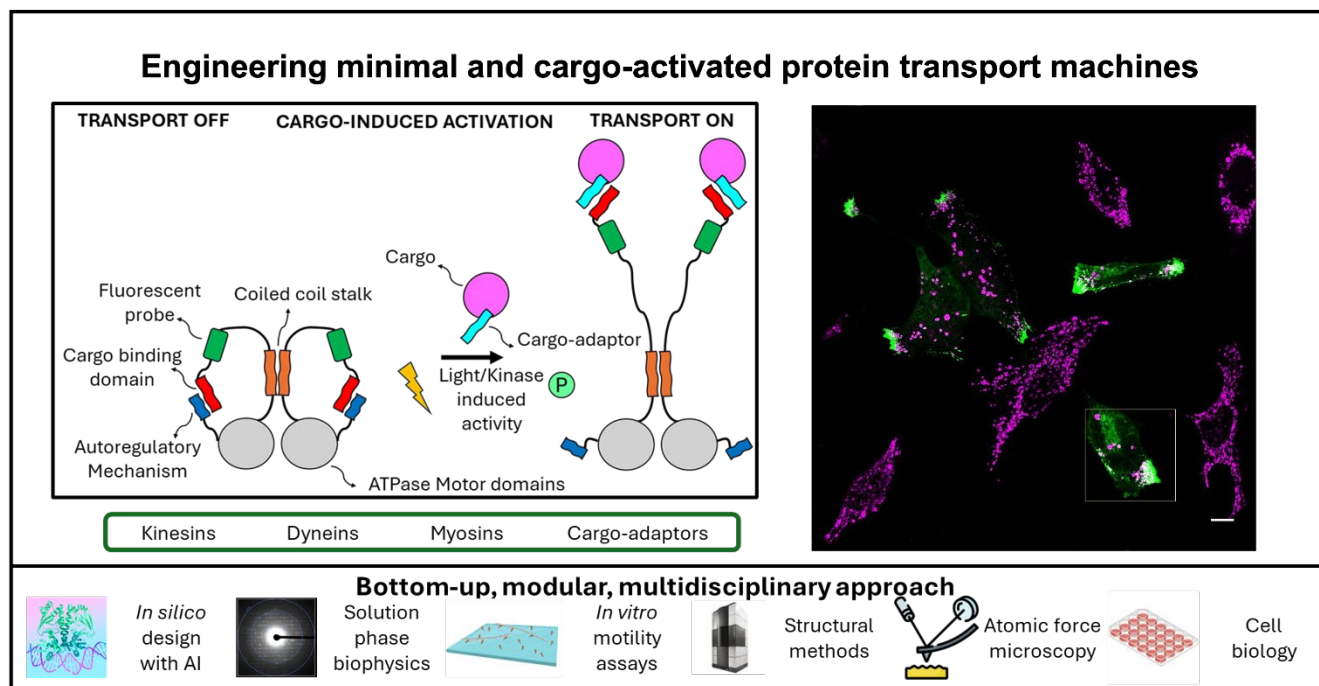 Engineering minimal and cargo-activated protein transport machines
TRANSPORT OFF
CARGO-INDUCED ACTIVATION
TRANSPORT ON
Fluorescent
probe
Coiled coil stalk
Cargo
Cargo binding
domain
Cargo-adaptor
Light/Kinase
induced
activity
P
Autoregulatory
Mechanism
ATPase Motor domains
Kinesins
Dyneins
Myosins
Cargo-adaptors
Bottom-up, modular, multidisciplinary approach
In silico
design
with AI
Solution
phase
biophysics
In vitro
motility
assays
Structural
methods
Atomic force
microscopy
Cell
biology